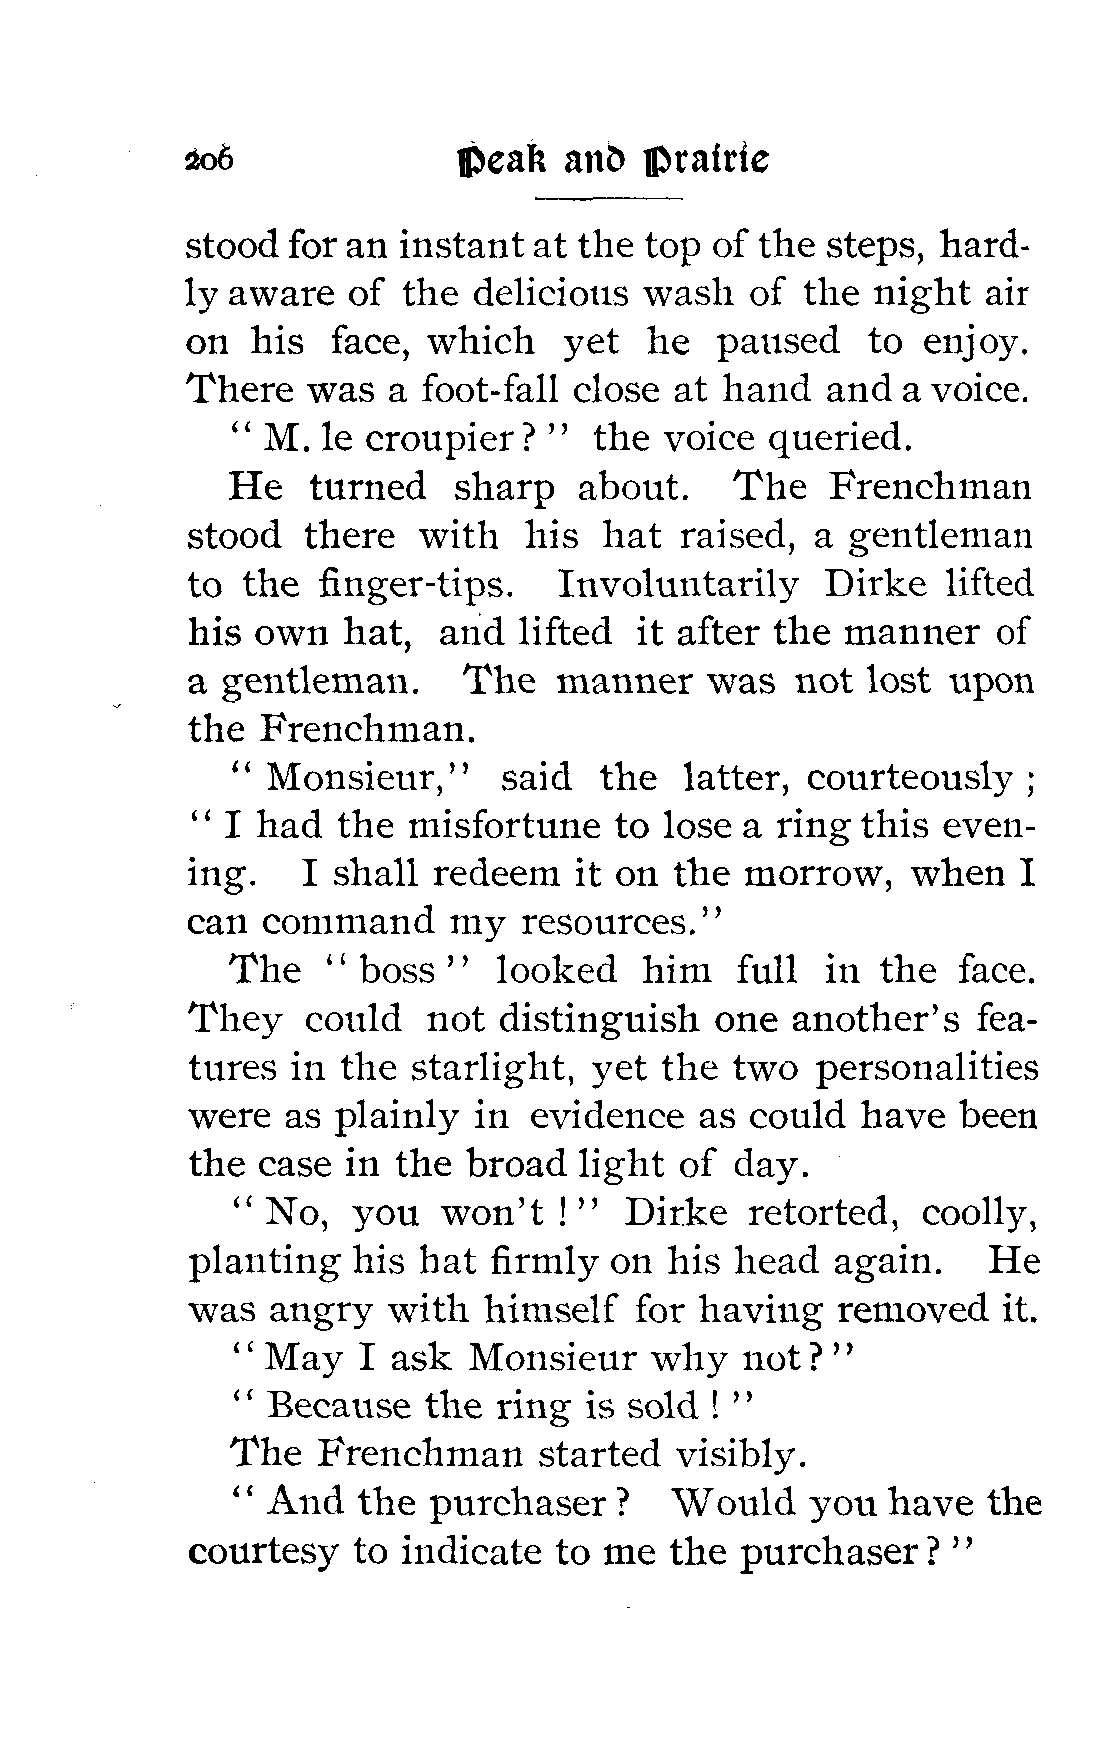 206 Peak and Prairie
stood for an instant at the top of the steps, hard-
ly aware of the delicious wash of the night air
on his face, which yet he paused to enjoy.
There was a foot-fall close at hand and a voice.
" M. le croupier? " the voice queried.
He turned sharp about. The Frenchman
stood there with his hat raised, a gentleman
to the finger-tips. Involuntarily Dirke lifted
his own hat, and lifted it after the manner of
a gentleman. The manner was not lost upon
the Frenchman.
" Monsieur," said the latter, courteously ;
" I had the misfortune to lose a ring this even-
ing. I shall redeem it on the morrow, when I
can command my resources."
The " boss " looked him full in the face.
They could not distinguish one another's fea-
tures in the starlight, yet the two personalities
were as plainly in evidence as could have been
the case in the broad light of day.
" No, you won't ! " Dirke retorted, coolly,
planting his hat firmly on his head again. He
was angry with himself for having removed it.
" May I ask Monsieur why not? "
" Because the ring is sold ! "
The Frenchman started visibly.
" And the purchaser ? Would you have the
courtesy to indicate to me the purchaser? "